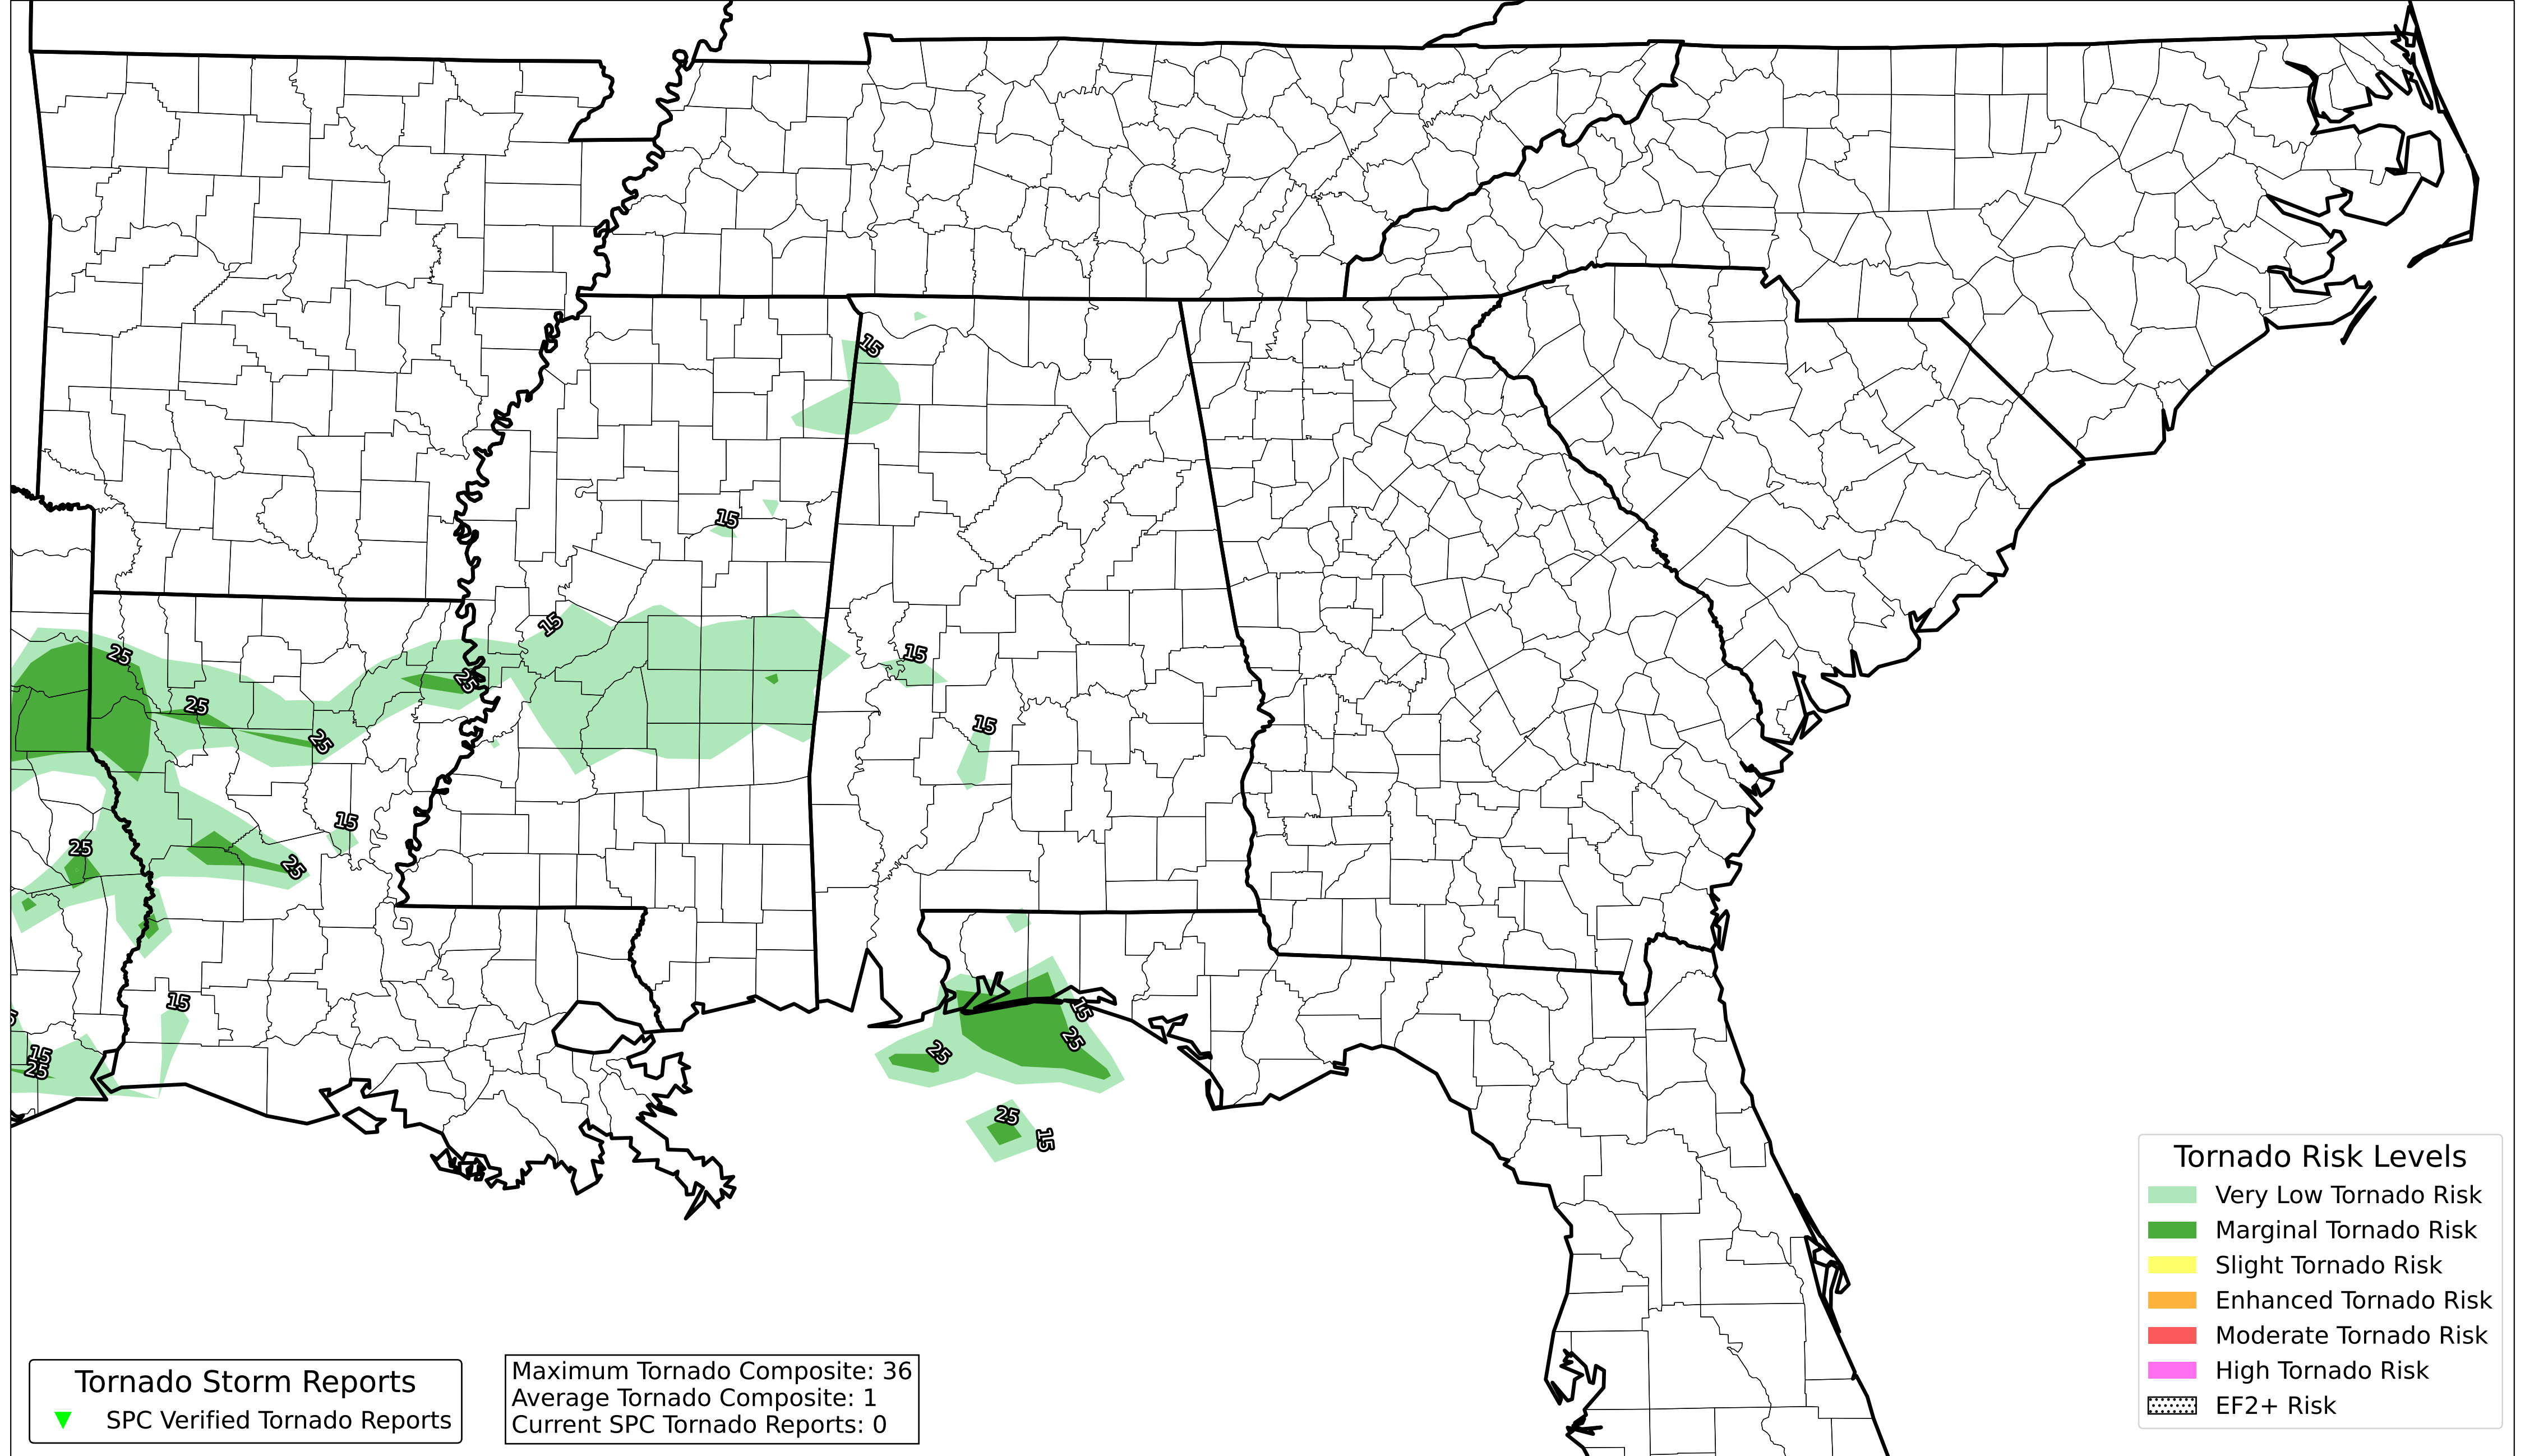 15
15
15
25
15
25
25
15
25
15
25
25
15
15
25
15
25
15
25
25
15
Tornado Risk Levels
Very Low Tornado Risk
Marginal Tornado Risk
Slight Tornado Risk
Enhanced Tornado Risk
Moderate Tornado Risk
High Tornado Risk
EF2+ Risk
Tornado Storm Reports
SPC Verified Tornado Reports
Maximum Tornado Composite: 36
Average Tornado Composite: 1
Current SPC Tornado Reports: 0